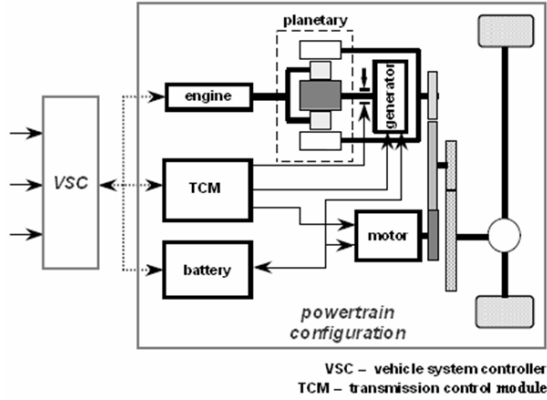 planetary
engine
generator
VSC
TCM
motor
battery
powertrain
configuration
VSC – vehicle system controller
TCM – transmission control module